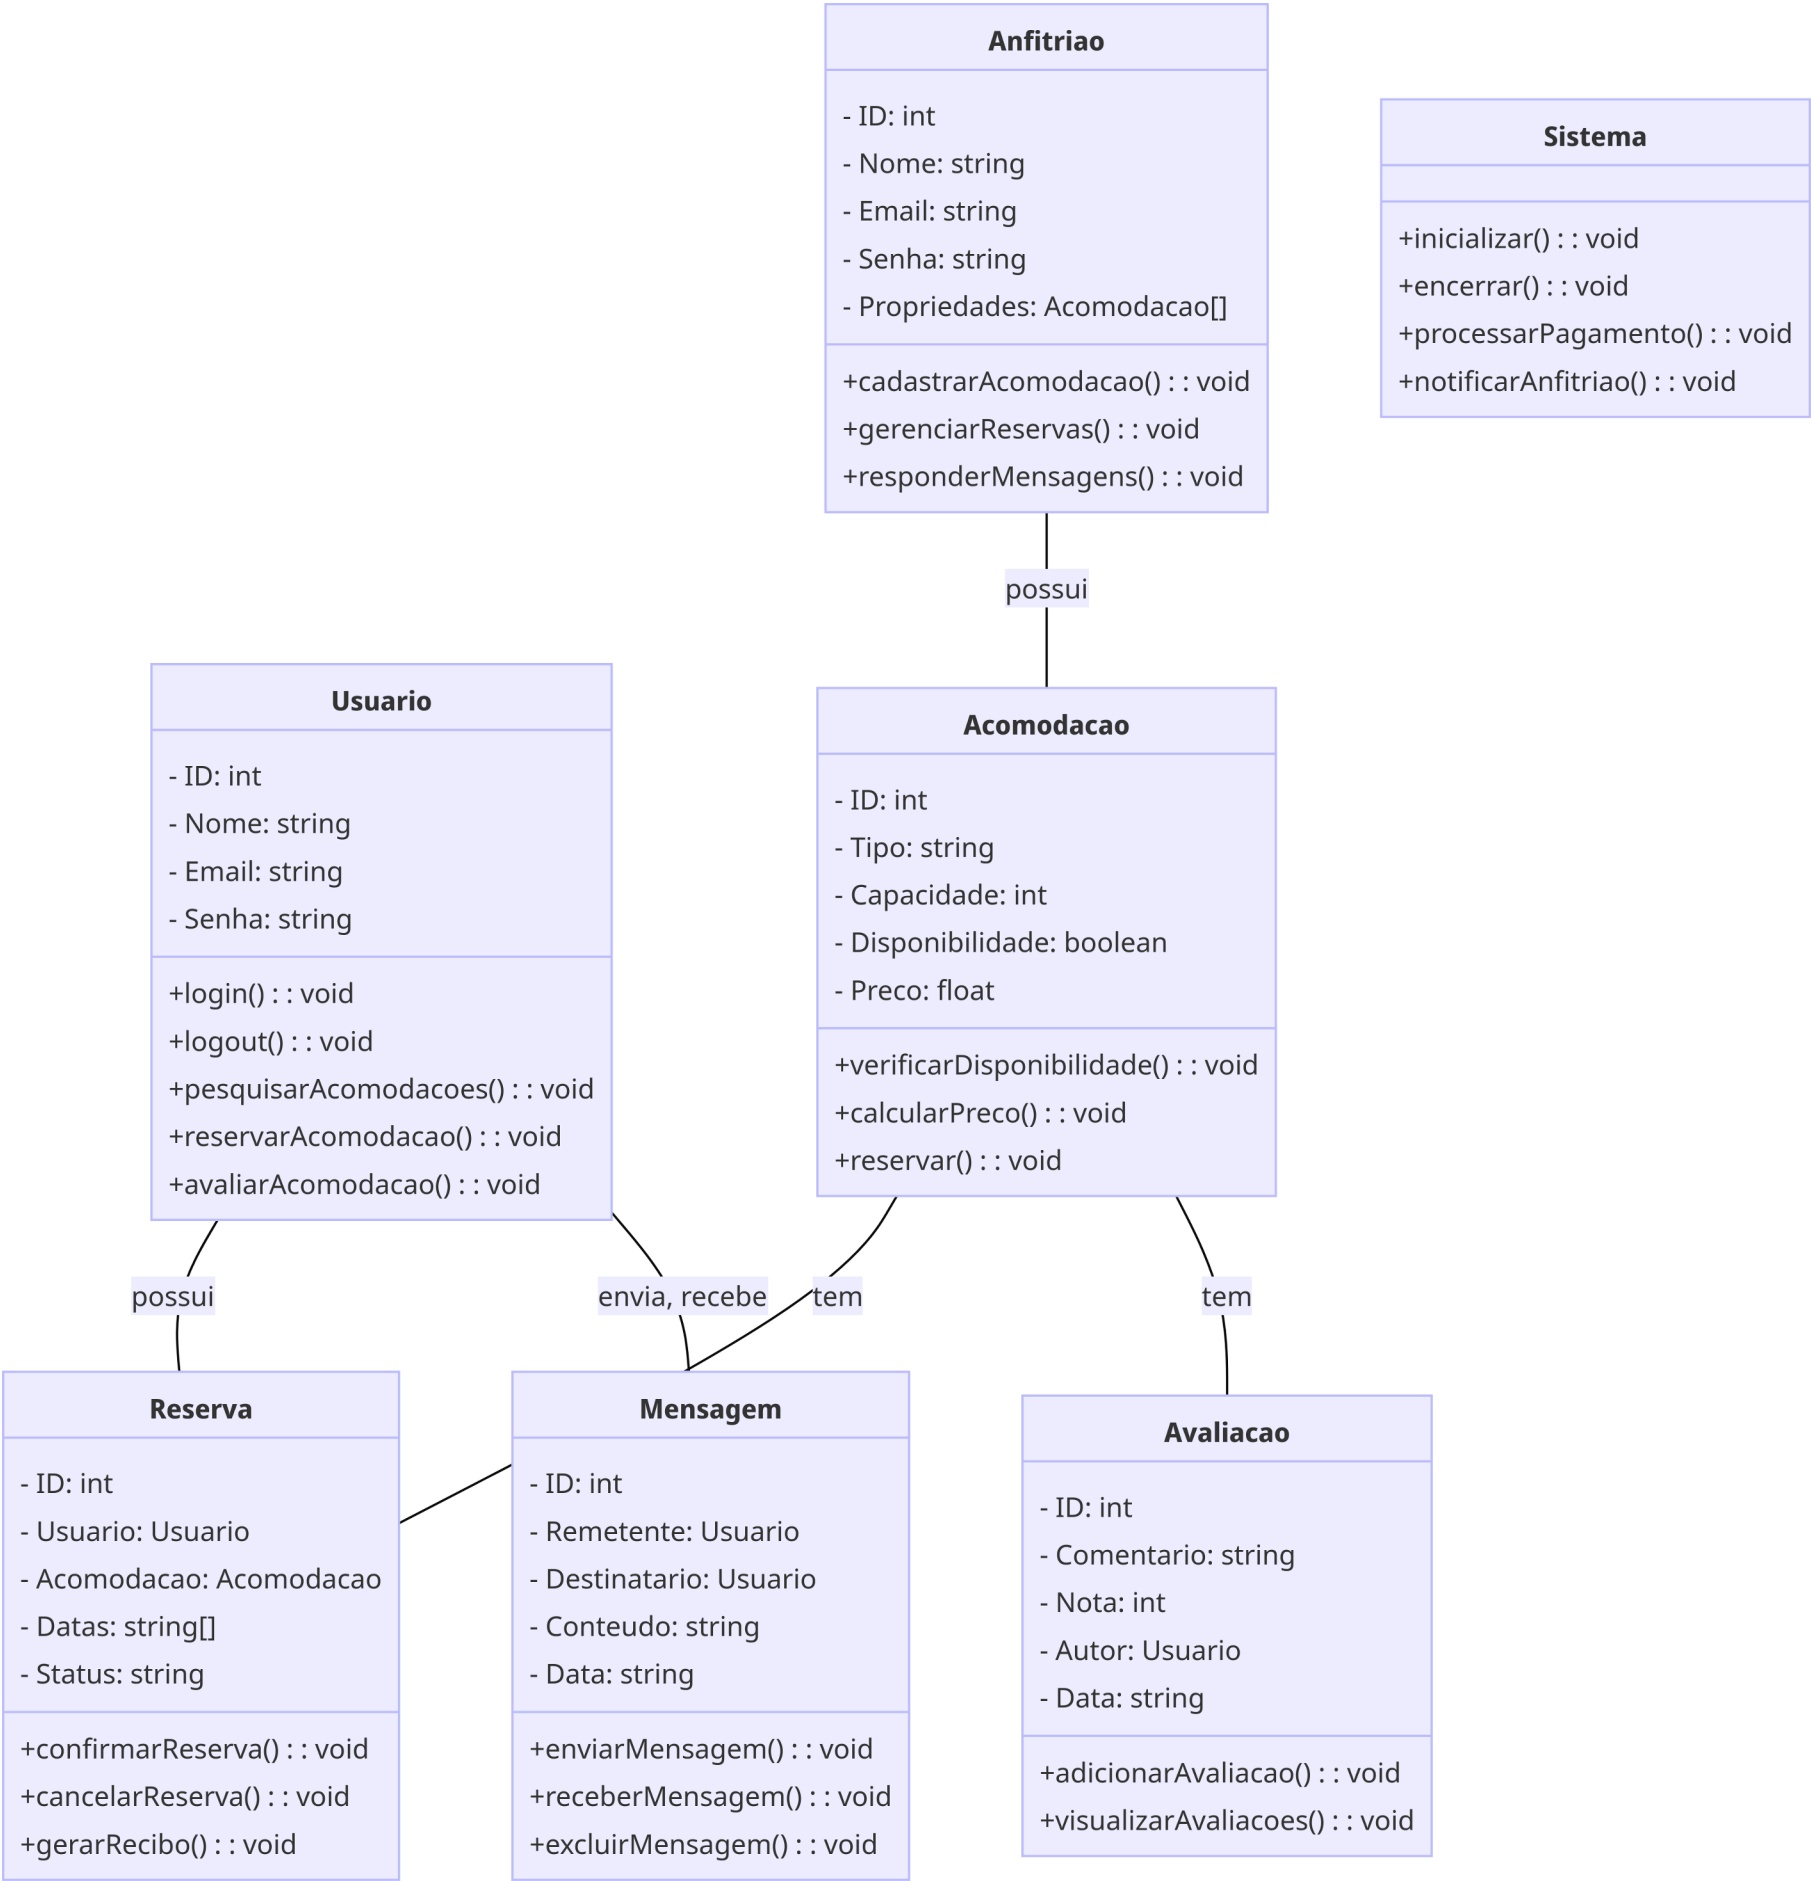 Anfitriao
- ID: int
- Nome: string
- Email: string
- Senha: string
- Propriedades: Acomodacao[]
+cadastrarAcomodacao() : : void
+gerenciarReservas() : : void
+responderMensagens() : : void
Sistema
+inicializar() : : void
+encerrar() : : void
+processarPagamento() : : void
+notificarAnfitriao() : : void
possui
Usuario
- ID: int
- Nome: string
- Email: string
- Senha: string
+login() : : void
+logout() : : void
+pesquisarAcomodacoes() : : void
+reservarAcomodacao() : : void
+avaliarAcomodacao() : : void
Acomodacao
- ID: int
- Tipo: string
- Capacidade: int
- Disponibilidade: boolean
- Preco: float
+verificarDisponibilidade() : : void
+calcularPreco() : : void
+reservar() : : void
possui
envia, recebe
tem
tem
Reserva
- ID: int
- Usuario: Usuario
- Acomodacao: Acomodacao
- Datas: string[]
- Status: string
+confirmarReserva() : : void
+cancelarReserva() : : void
+gerarRecibo() : : void
Mensagem
- ID: int
- Remetente: Usuario
- Destinatario: Usuario
- Conteudo: string
- Data: string
+enviarMensagem() : : void
+receberMensagem() : : void
+excluirMensagem() : : void
Avaliacao
- ID: int
- Comentario: string
- Nota: int
- Autor: Usuario
- Data: string
+adicionarAvaliacao() : : void
+visualizarAvaliacoes() : : void